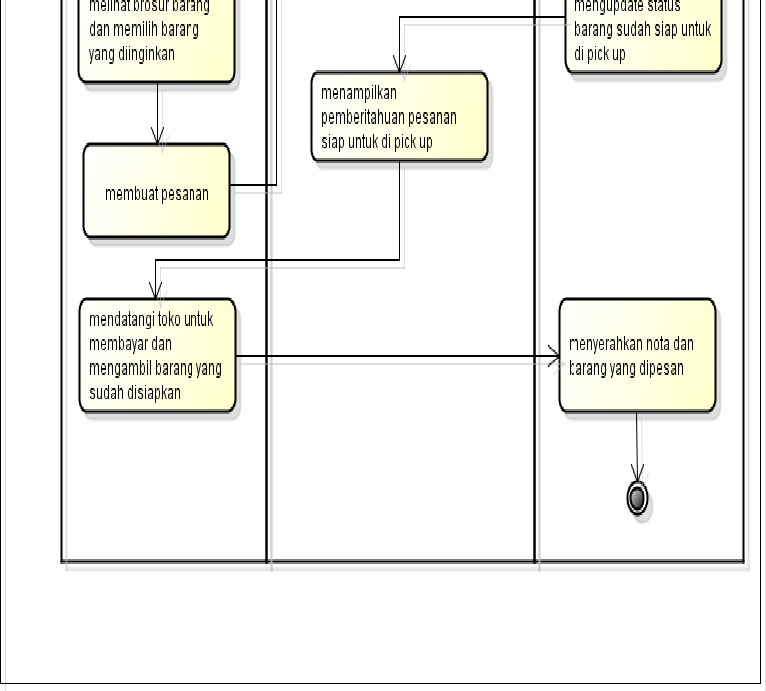 melihat brosur barang
dan memilih barang
yang diinginkan
mengupdate status
barang sudah siap untuk
di pick up
menampilkan
pemberitahuan pesanan
siap untuk di pick up
membuat pesanan
mendatangi toko untuk
membayar dan
mengambil barang yang
sudah disiapkan
menyerahkan nota dan
barang yang dipesan